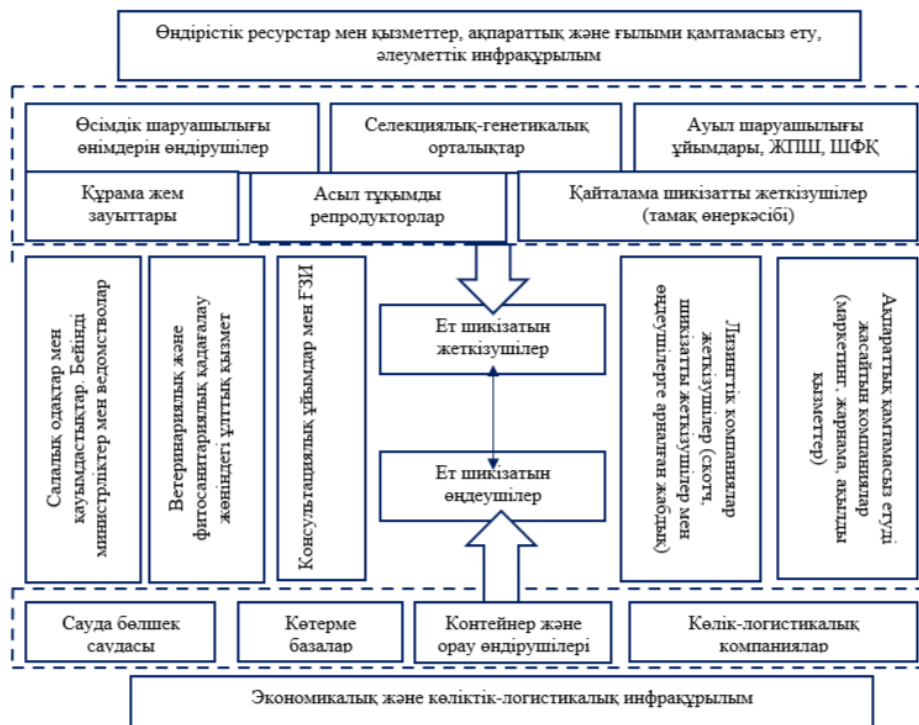 Өндірістік ресурстар мен қызметтер, ақпараттық және ғылыми қамтамасыз ету,
әлеуметтік инфрақұрылым
Өсімдік шаруашылығы
өнімдерін өндірушілер
Селекциялық-генетикалық
орталықтар
Ауыл шаруашылығы
ұйымдары, ЖПШ, ШФҚ
Құрама жем
зауыттары
Асыл тұқымды
репродукторлар
Қайталама шикізатты жеткізушілер
(тамақ өнеркәсібі)
Салалық одақтар мен
қауымдастықтар. Бейінді
министрліктер мен ведомстволар
Ветеринариялық және
фитосанитариялық қадағалау
жөніндегі ұлттық қызмет
Консультациялық ұйымдар мен ҒЗИ
Ет шикізатын
жеткізушілер
Ет шикізатын
өңдеушілер
Лизингтік компаниялар
жеткізушілер (скотч,
шикізатты жеткізушілер мен
өңдеушілерге арналған жабдық)
Ақпараттық қамтамасыз етуді
жасайтын компаниялар
(маркетинг, жарнама, ақылды
қызметтер)
Сауда бөлшек
саудасы
Көтерме
базалар
Контейнер және
орау өндірушілері
Көлік-логистикалық
компаниялар
Экономикалық және көліктік-логистикалық инфрақұрылым